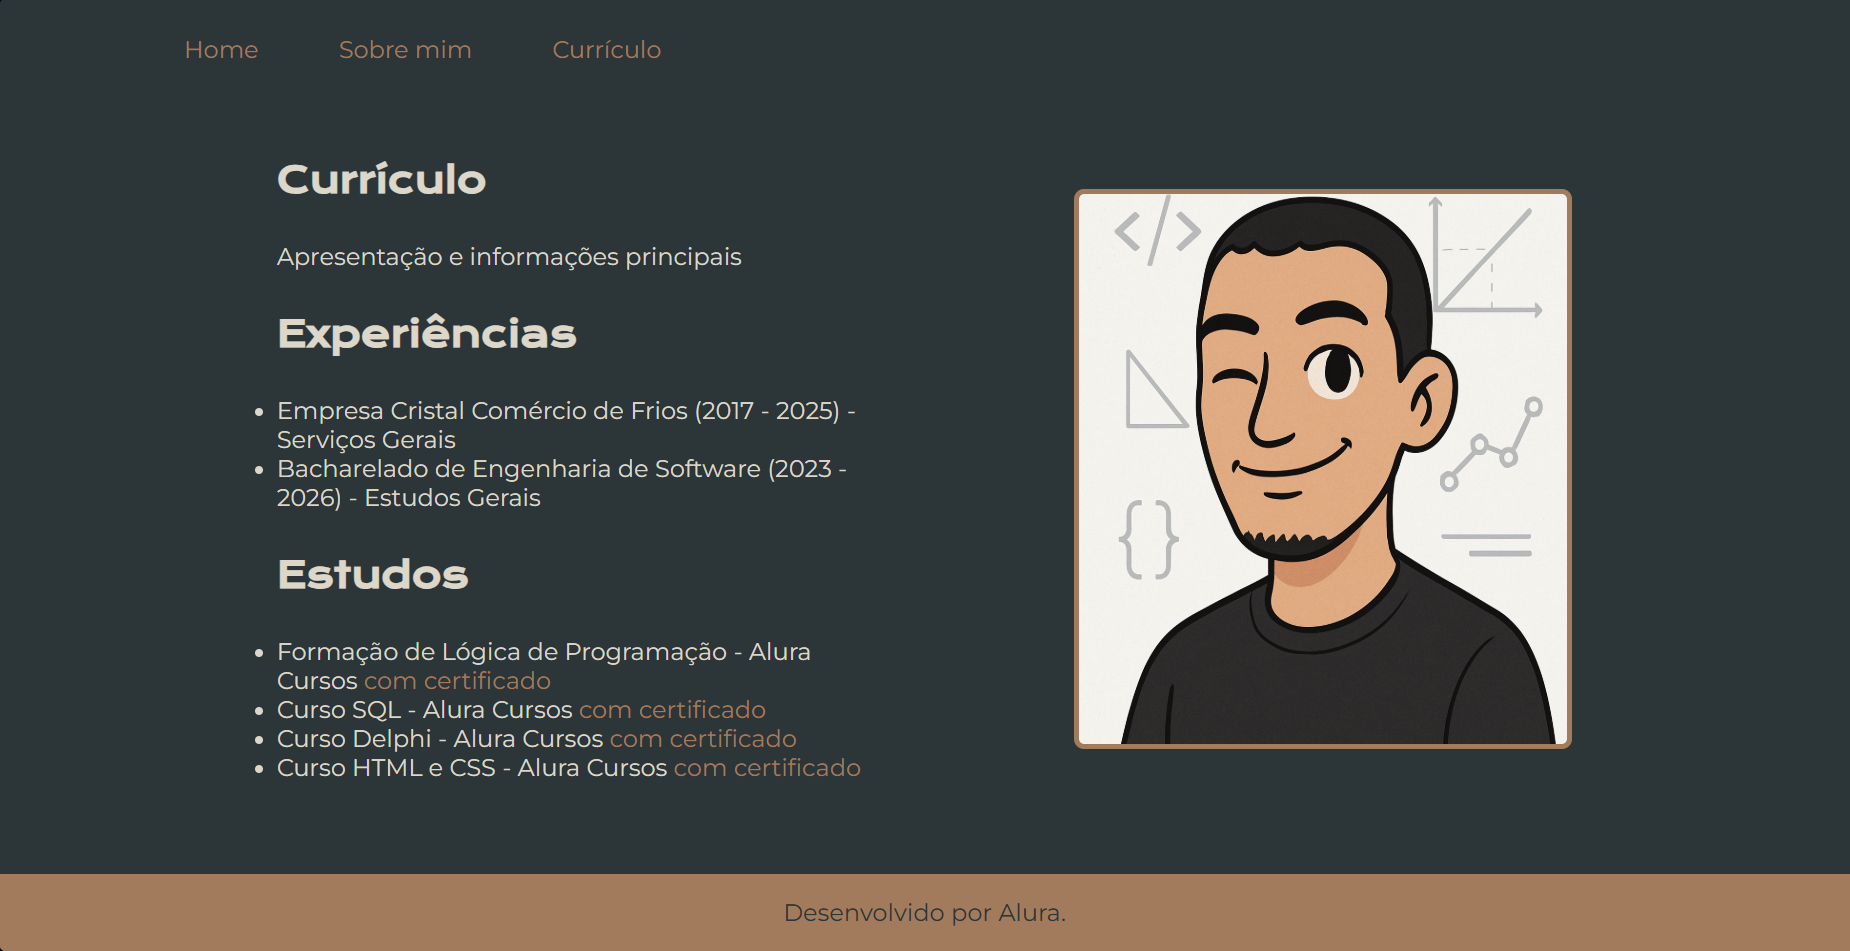 Home Sobre mim Currículo
Currículo
Apresentação e informações principais
Experiências
Empresa Cristal Comércio de Frios (2017 - 2025) -
Serviços Gerais
Bacharelado de Engenharia de Software (2023 -
2026) - Estudos Gerais
Estudos
Formação de Lógica de Programação - Alura
Cursos com certificado
Curso SQL - Alura Cursos com certificado
Curso Delphi - Alura Cursos com certificado
Curso HTML e CSS - Alura Cursos com certificado
</>
{ }
Desenvolvido por Alura.